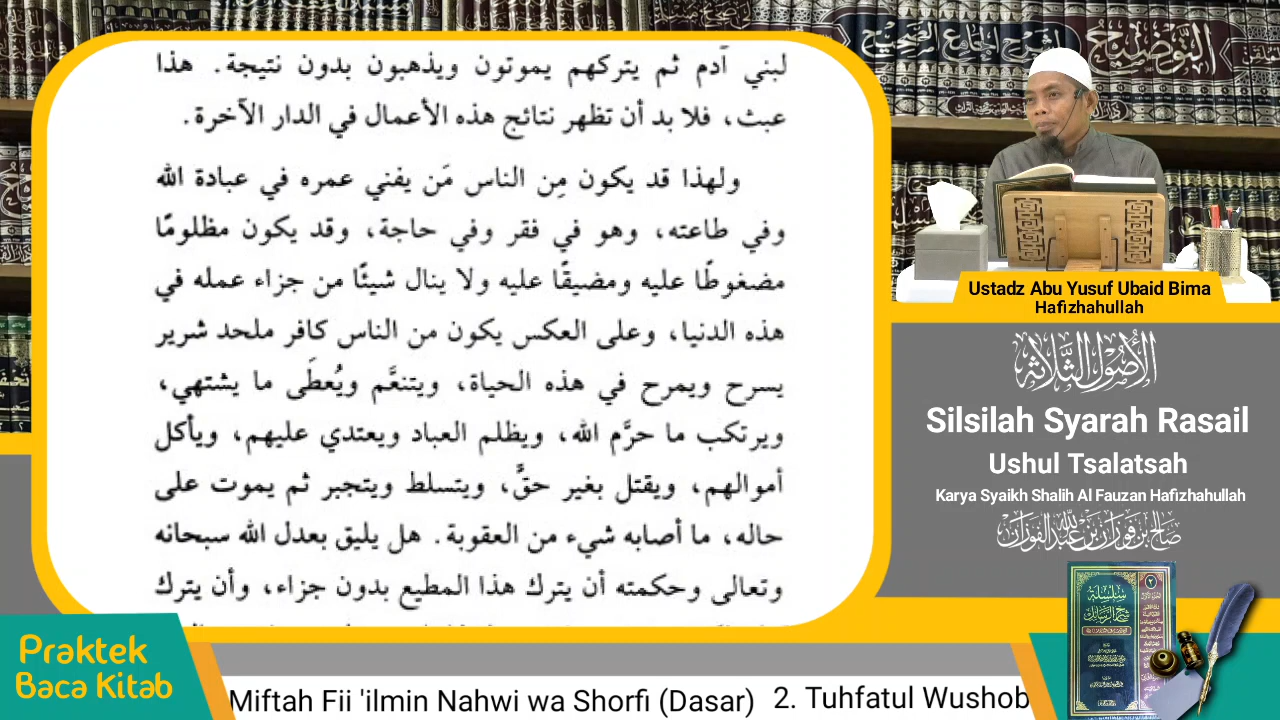 لبني آدم ثم يتركهم يموتون ويذهبون بدون نتيجة. هذا
عبث، فلا بد أن تظهر نتائج هذه الأعمال في الدار الآخرة.
ولهذا قد يكون مِن الناس مَن يفني عمره في عبادة الله
وفي طاعته، وهو في فقر وفي حاجة، وقد يكون مظلومًا
مضغوطًا عليه ومضيقًا عليه ولا ينال شيئًا من جزاء عمله في
هذه الدنيا، وعلى العكس يكون من الناس كافر ملحد شرير
يسرح ويمرح في هذه الحياة، ويتنعَّم ويُعطَى ما يشتهي،
ويرتكب ما حرَّم الله، ويظلم العباد ويعتدي عليهم، ويأكل
أموالهم، ويقتل بغير حقٍّ، ويتسلط ويتجبر ثم يموت على
حاله، ما أصابه شيء من العقوبة. هل يليق بعدل الله سبحانه
وتعالى وحكمته أن يترك هذا المطيع بدون جزاء، وأن يترك
التوضيح
لشرح الجامع الصحيح
Ustadz Abu Yusuf Ubaid Bima
Hafizhahullah
الأصول الثلاثة
Silsilah Syarah Rasail
Ushul Tsalatsah
Karya Syaikh Shalih Al Fauzan Hafizhahullah
صالح بن فوزان بن عبد الله الفوزان
سلسلة
شرح الرسائل
Praktek
Baca Kitab
Miftah Fii 'ilmin Nahwi wa Shorfi (Dasar) 2. Tuhfatul Wushob